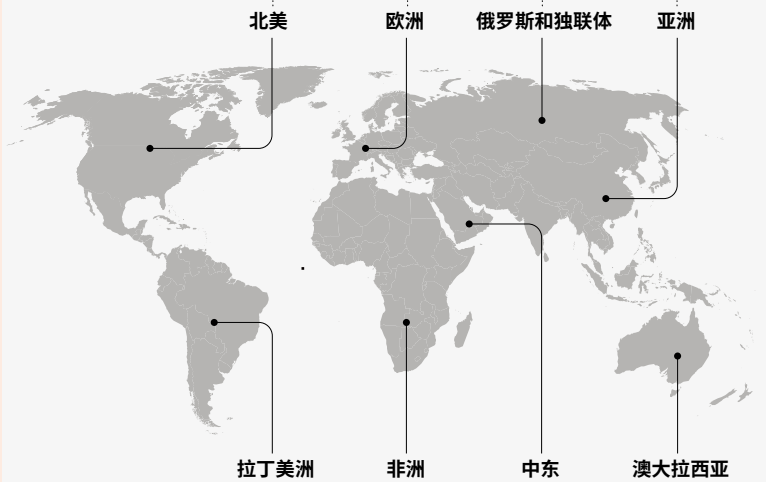 北美
欧洲
俄罗斯和独联体
亚洲
拉丁美洲
非洲
中东
澳大拉西亚